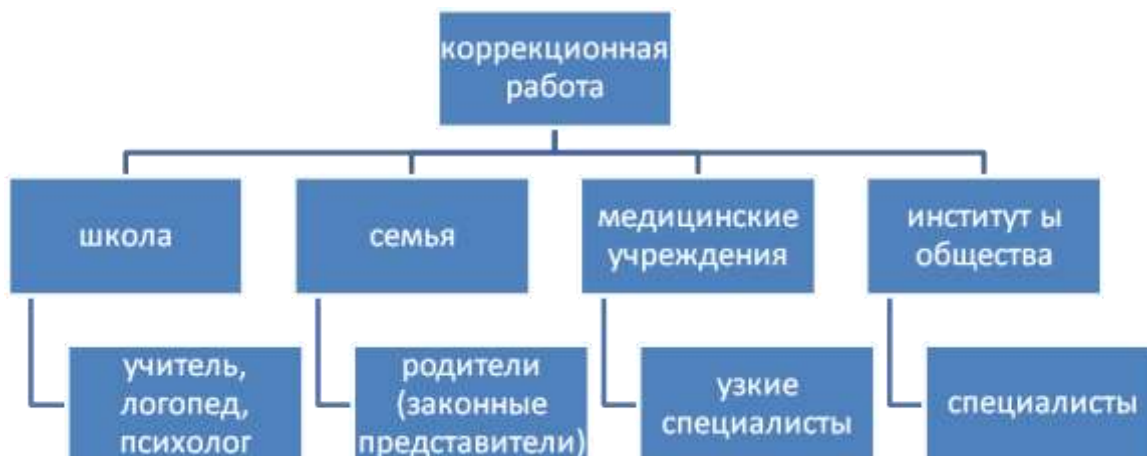 коррекционная
работа
школа
семья
медицинские
учреждения
институт ы
общества
учитель,
логопед,
психолог
родители
(законные
представители)
узкие
специалисты
специалисты